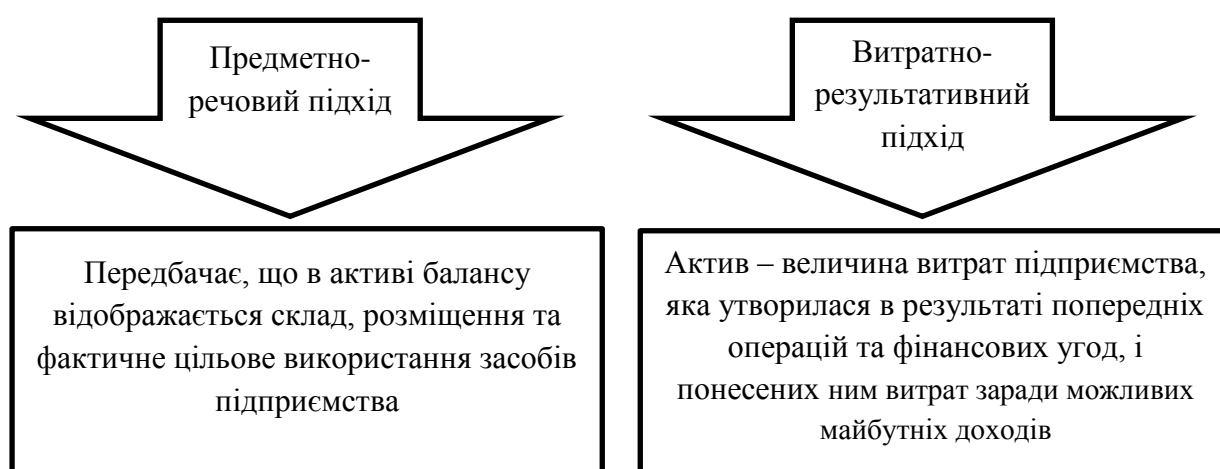 Предметно-
речовий підхід
Витратно-
результативний
підхід
Передбачає, що в активі балансу
відображається склад, розміщення та
фактичне цільове використання засобів
підприємства
Актив – величина витрат підприємства,
яка утворилася в результаті попередніх
операцій та фінансових угод, і
понесених ним витрат заради можливих
майбутніх доходів